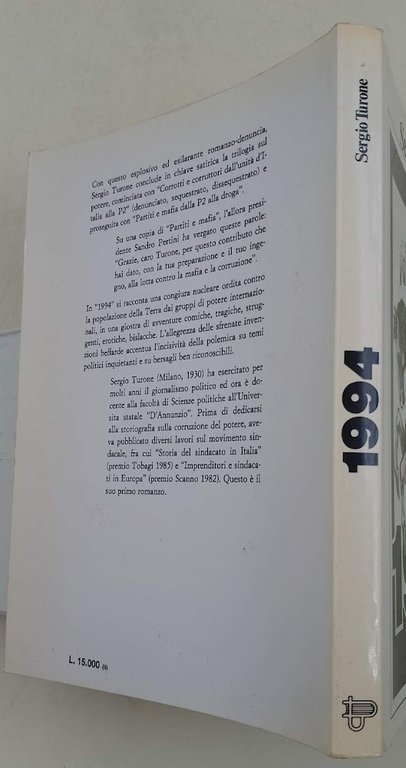 Con questo esplosivo ed esilarante romanzo-denuncia,
Sergio Turone conclude in chiave satirica la trilogia sul
potere, cominciata con "Corrotti e corruttori dall'unità d'I-
talia alla P2" (denunciato, sequestrato, dissequestrato) e
proseguita con "Partiti e mafia dalla P2 alla droga".
Su una copia di "Partiti e mafia", l'allora presi-
dente Sandro Pertini ha vergato queste parole:
"Grazie, caro Turone, per questo contributo che
hai dato, con la tua preparazione e il tuo inge-
gno, alla lotta contro la mafia e la corruzione".
In "1994" si racconta una congiura nucleare ordita contro
la popolazione della Terra dai gruppi di potere internazio-
nali, in una giostra di avventure comiche, tragiche, strug-
genti, erotiche, bislacche. L'allegrezza delle sfrenate inven-
zioni beffarde accentua l'incisività della polemica su temi
politici inquietanti e su bersagli ben riconoscibili.
Sergio Turone (Milano, 1930) ha esercitato per
molti anni il giornalismo politico ed ora è do-
cente alla facoltà di Scienze politiche all'Univer-
sita statale "D'Annunzio". Prima di dedicarsi
alla storiografia sulla corruzione del potere, ave-
va pubblicato diversi lavori sul movimento sin-
dacale, fra cui "Storia del sindacato in Italia"
(premio Tobagi 1985) e "Imprenditori e sindaca-
ti in Europa" (premio Scanno 1982). Questo è il
suo primo romanzo.
L. 15.000
Sergio Turone
1994